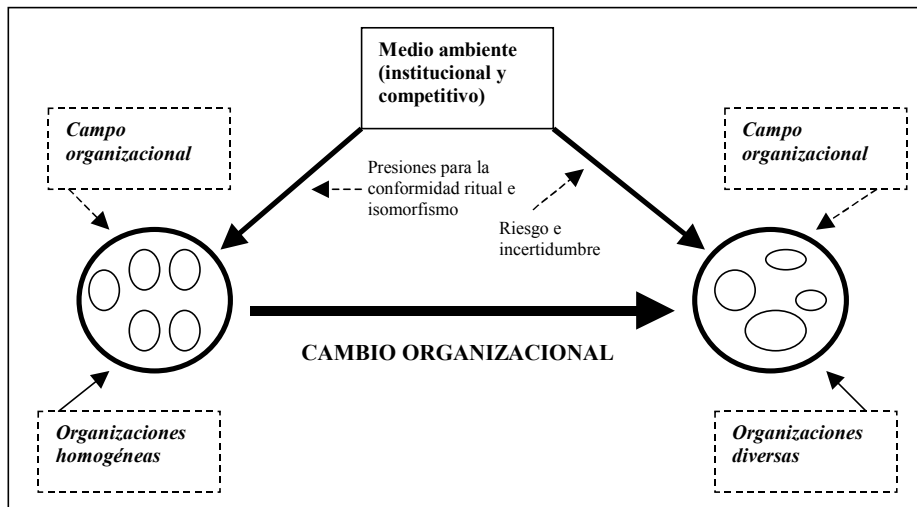 Medio ambiente
(institucional y
competitivo)
Campo
organizacional
Campo
organizacional
Presiones para la
conformidad ritual e
isomorfismo
Riesgo e
incertidumbre
CAMBIO ORGANIZACIONAL
Organizaciones
homogéneas
Organizaciones
diversas